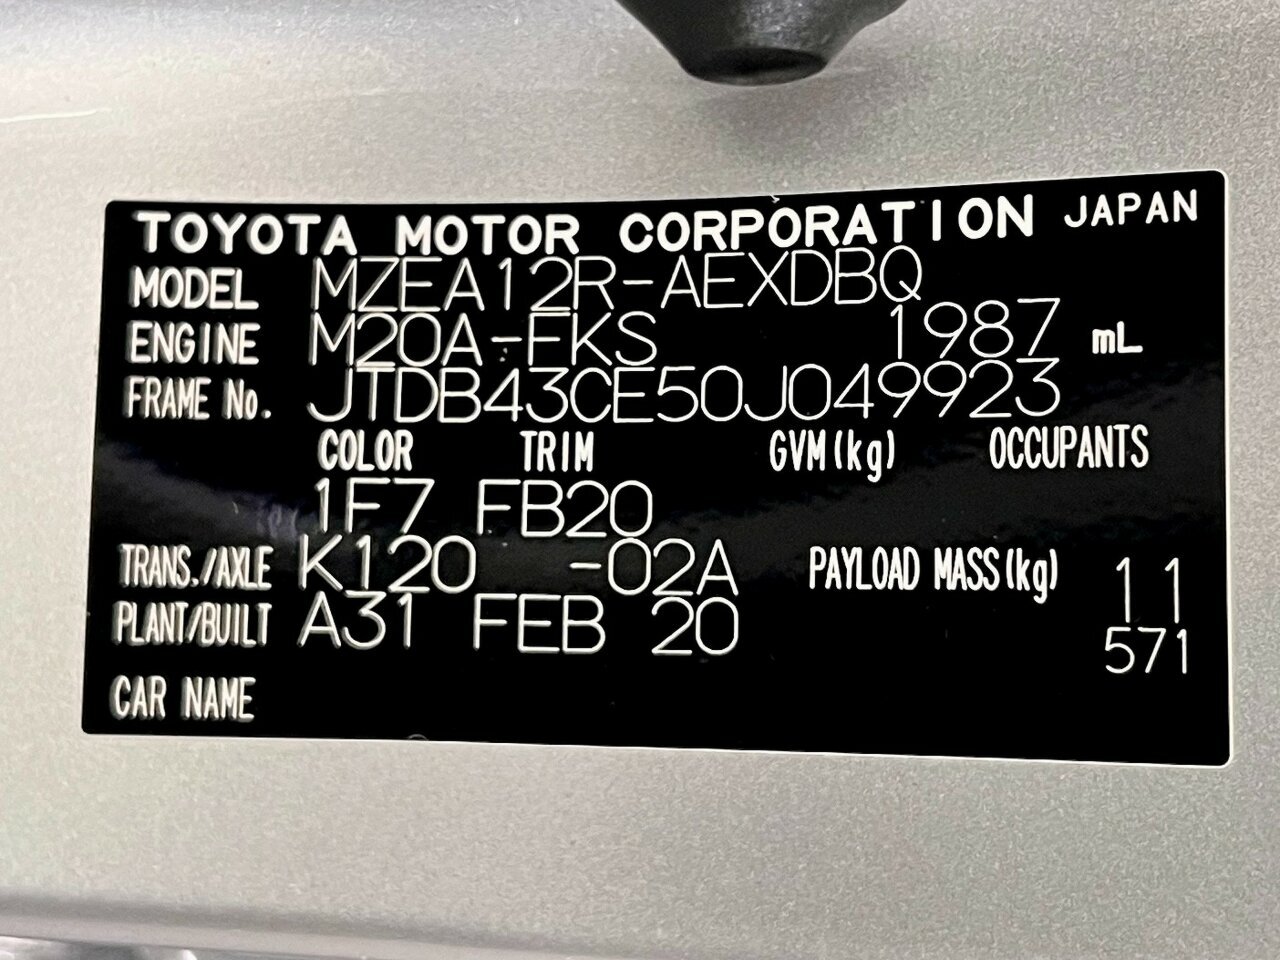 TOYOTA MOTOR CORPORATION JAPAN
MODEL MZEA12R-AEXDBQ
ENGINE M20A-FKS 1987 mL
FRAME No. JTDB43CE50J049923
COLOR TRIM GVM(kg) OCCUPANTS
1F7 FB20
TRANS./AXLE K120 -02A PAYLOAD MASS(kg) 11
PLANT/BUILT A31 FEB 20 571
CAR NAME